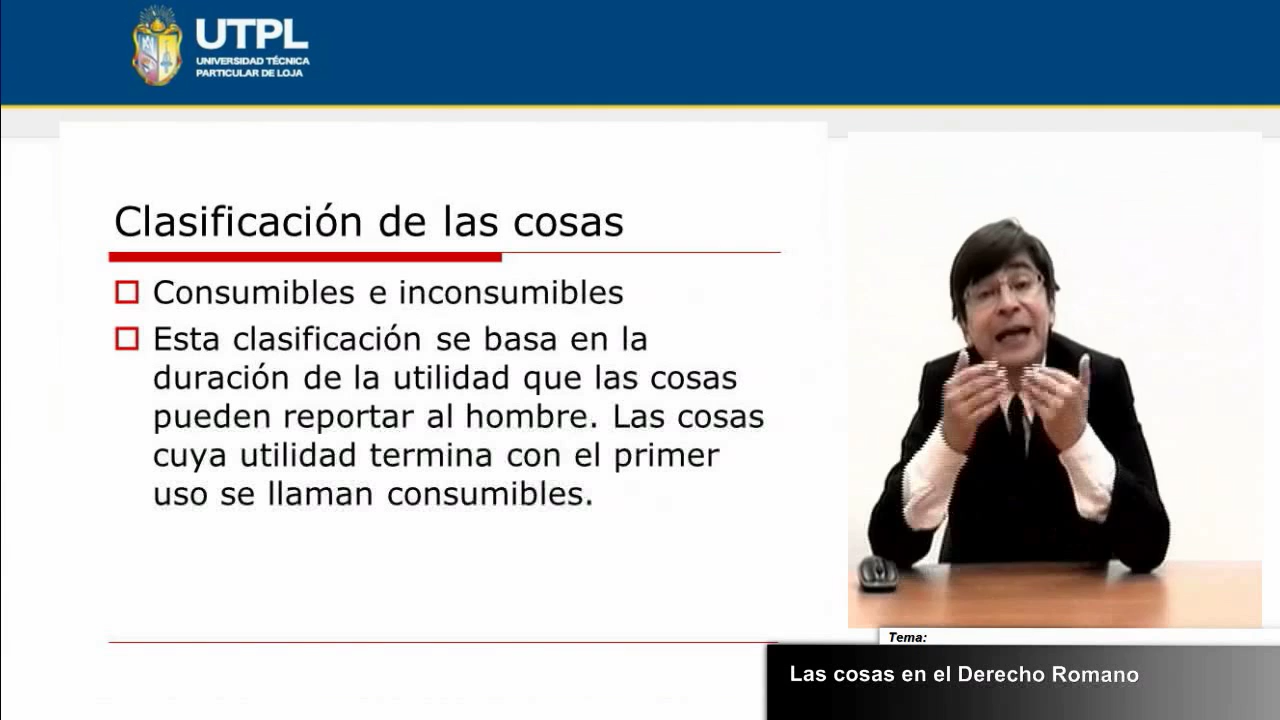 UTPL
UNIVERSIDAD TÉCNICA
PARTICULAR DE LOJA
Clasificación de las cosas
Consumibles e inconsumibles
Esta clasificación se basa en la
duración de la utilidad que las cosas
pueden reportar al hombre. Las cosas
cuya utilidad termina con el primer
uso se llaman consumibles.
Tema:
Las cosas en el Derecho Romano